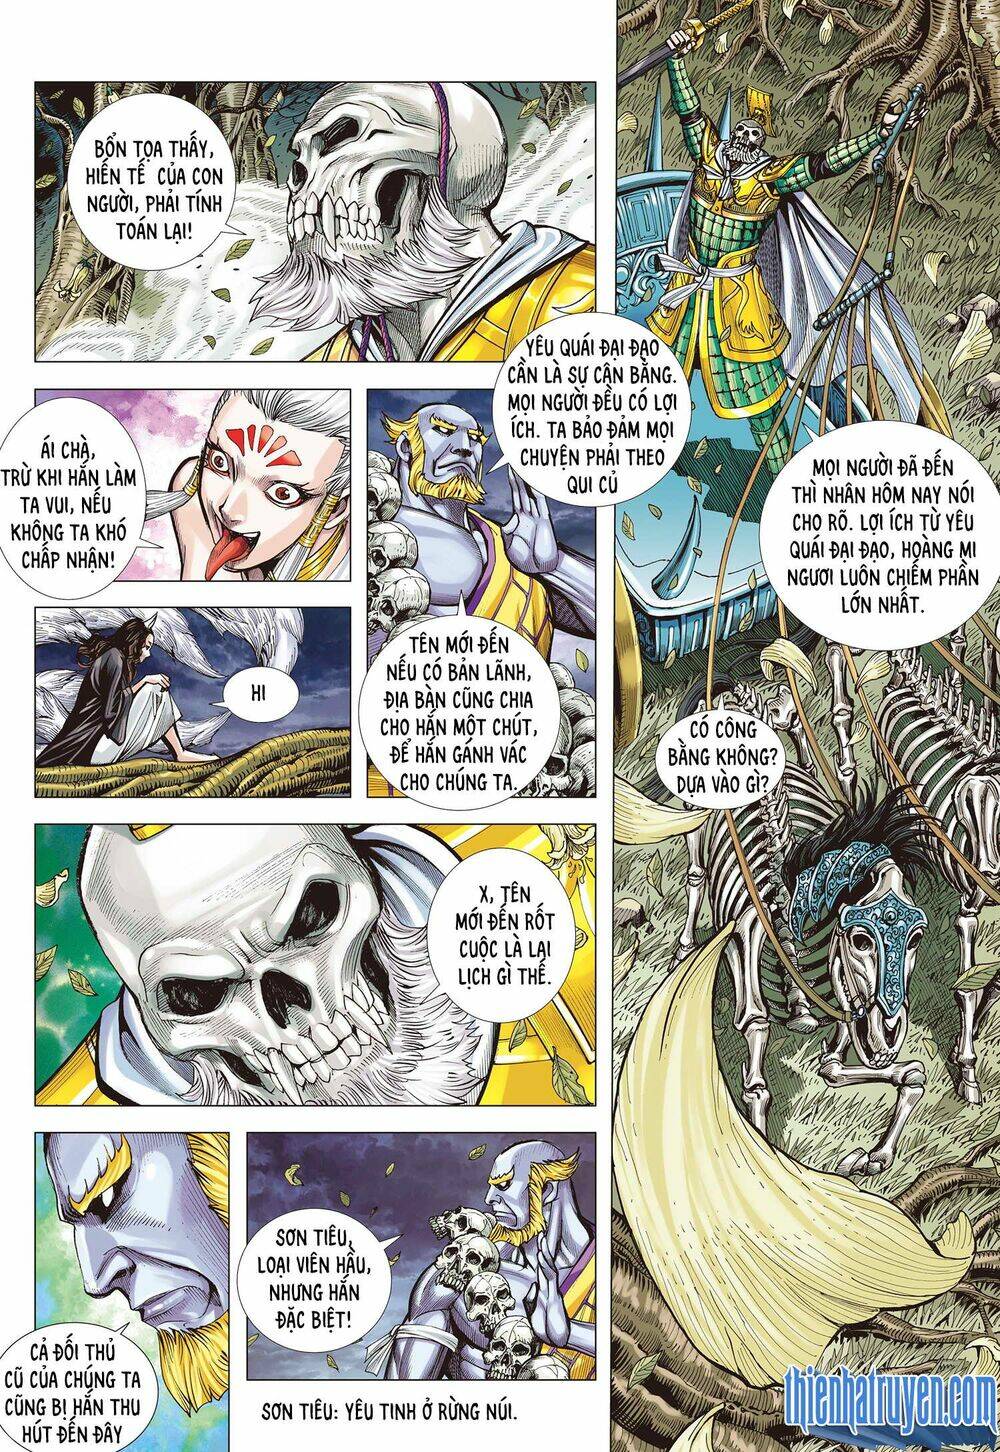 BỔN TỌA THẤY,
HIẾN TẾ CỦA CON
NGƯỜI, PHẢI TÍNH
TOÁN LẠI!
YÊU QUÁI ĐẠI ĐẠO
CẦN LÀ SỰ CÂN BẰNG.
MỌI NGƯỜI ĐỀU CÓ LỢI
ÍCH. TA BẢO ĐẢM MỌI
CHUYỆN PHẢI THEO
QUI CỦ
ÁI CHÀ,
TRỪ KHI HẮN LÀM
TA VUI, NẾU
KHÔNG TA KHÓ
CHẤP NHẬN!
HI
TÊN MỚI ĐẾN
NẾU CÓ BẢN LÃNH,
ĐỊA BÀN CŨNG CHIA
CHO HẮN MỘT CHÚT,
ĐỂ HẮN GÁNH VÁC
CHO CHÚNG TA.
MỌI NGƯỜI ĐÃ ĐẾN
THÌ NHÂN HÔM NAY NÓI
CHO RÕ. LỢI ÍCH TỪ YÊU
QUÁI ĐẠI ĐẠO, HOÀNG MI
NGƯƠI LUÔN CHIẾM PHẦN
LỚN NHẤT.
CÓ CÔNG
BẰNG KHÔNG?
DỰA VÀO GÌ?
X, TÊN
MỚI ĐẾN RỐT
CUỘC LÀ LAI
LỊCH GÌ THẾ.
SƠN TIÊU,
LOẠI VIÊN HẦU,
NHƯNG HẮN
ĐẶC BIỆT!
CẢ ĐỐI THỦ
CŨ CỦA CHÚNG TA
CŨNG BỊ HẮN THU
HÚT ĐẾN ĐÂY
SƠN TIÊU: YÊU TINH Ở RỪNG NÚI.
thienhatruyen.com